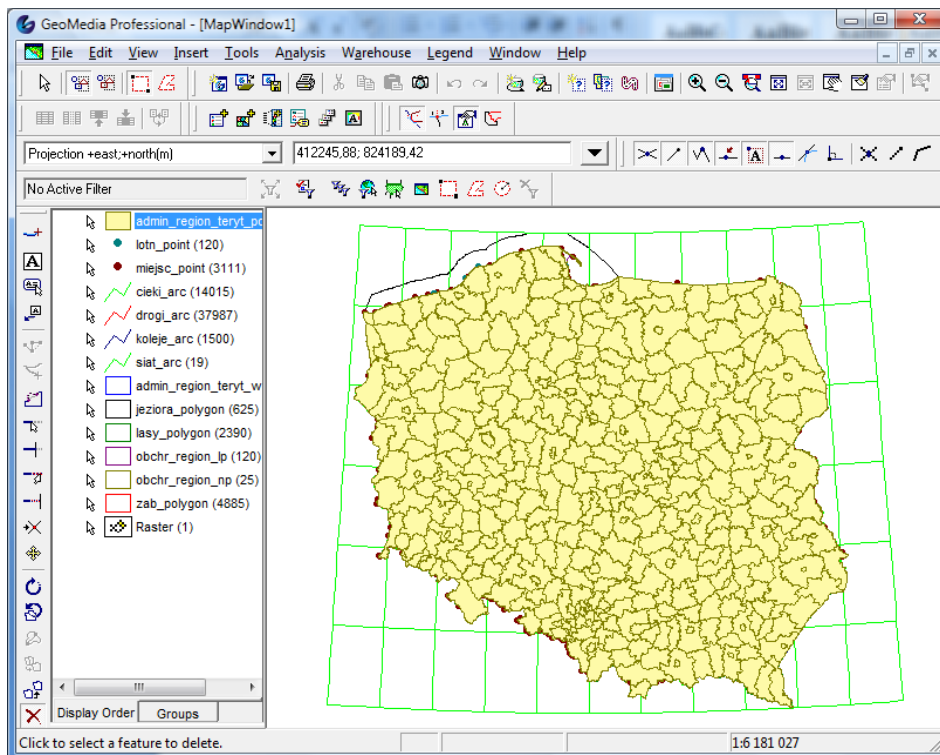 GeoMedia Professional - [MapWindow1]
File Edit View Insert Tools Analysis Warehouse Legend Window Help
Projection +east;+north(m) 412245,88; 824189,42
No Active Filter
admin_region_teryt_po
lotn_point (120)
miejsc_point (3111)
cieki_arc (14015)
drogi_arc (37987)
koleje_arc (1500)
siat_arc (19)
admin_region_teryt_w
jeziora_polygon (625)
lasy_polygon (2390)
obchr_region_lp (120)
obchr_region_np (25)
zab_polygon (4885)
Raster (1)
Display Order Groups
Click to select a feature to delete. 1:6 181 027